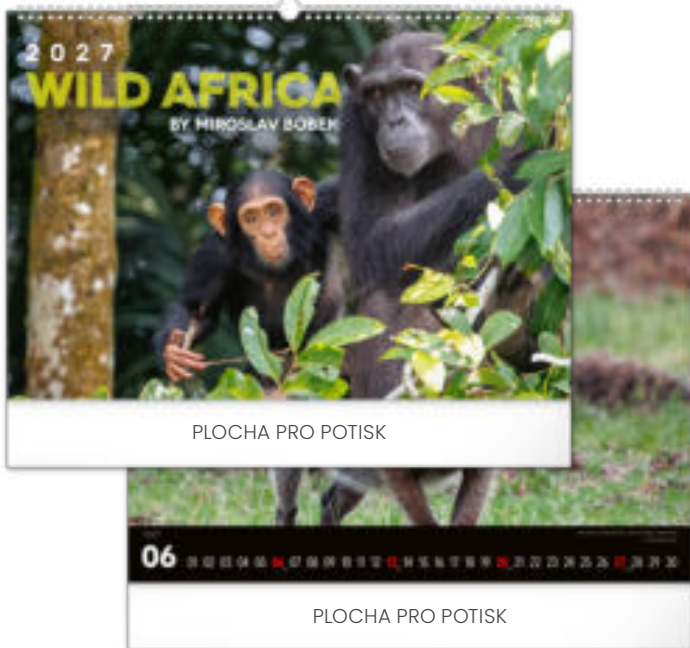 2027
WILD AFRICA
BY MIROSLAV BOBEK
PLOCHA PRO POTISK
06 01 02 03 04 05 06 07 08 09 10 11 12 13 14 15 16 17 18 19 20 21 22 23 24 25 26 27 28 29 30
PLOCHA PRO POTISK